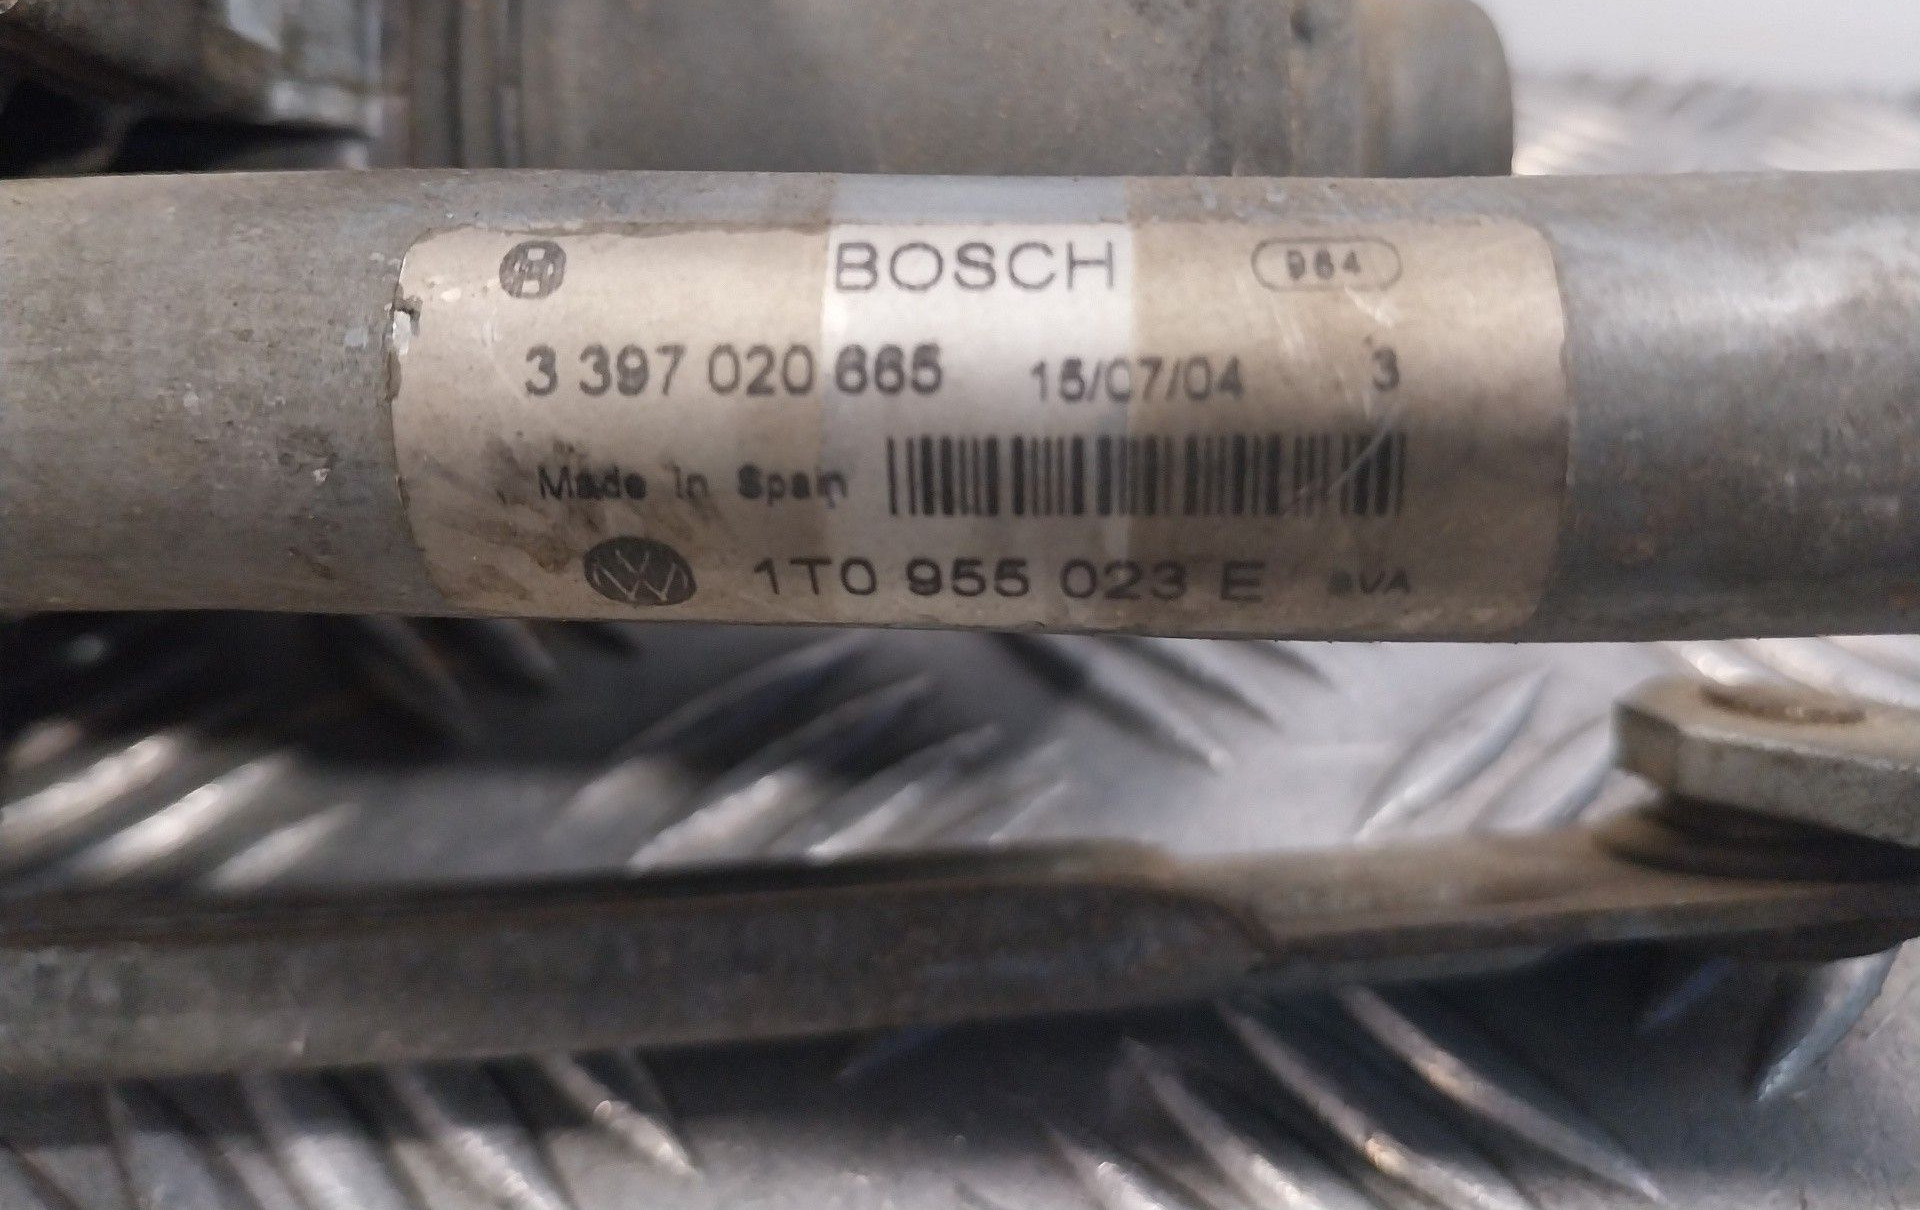 BOSCH 964
3 397 020 665 15/07/04 3
Made in Spain
1T0 955 023 E